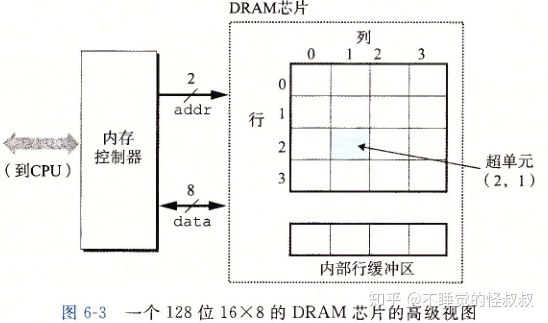 DRAM芯片
列
0 1 2 3
2
addr
0
1
行
2
3
内存
控制器
(到CPU)
超单元
(2, 1)
8
data
内部行缓冲区
知乎 @不睡觉的怪叔叔
图 6-3 一个 128 位 16×8 的 DRAM 芯片的高级视图